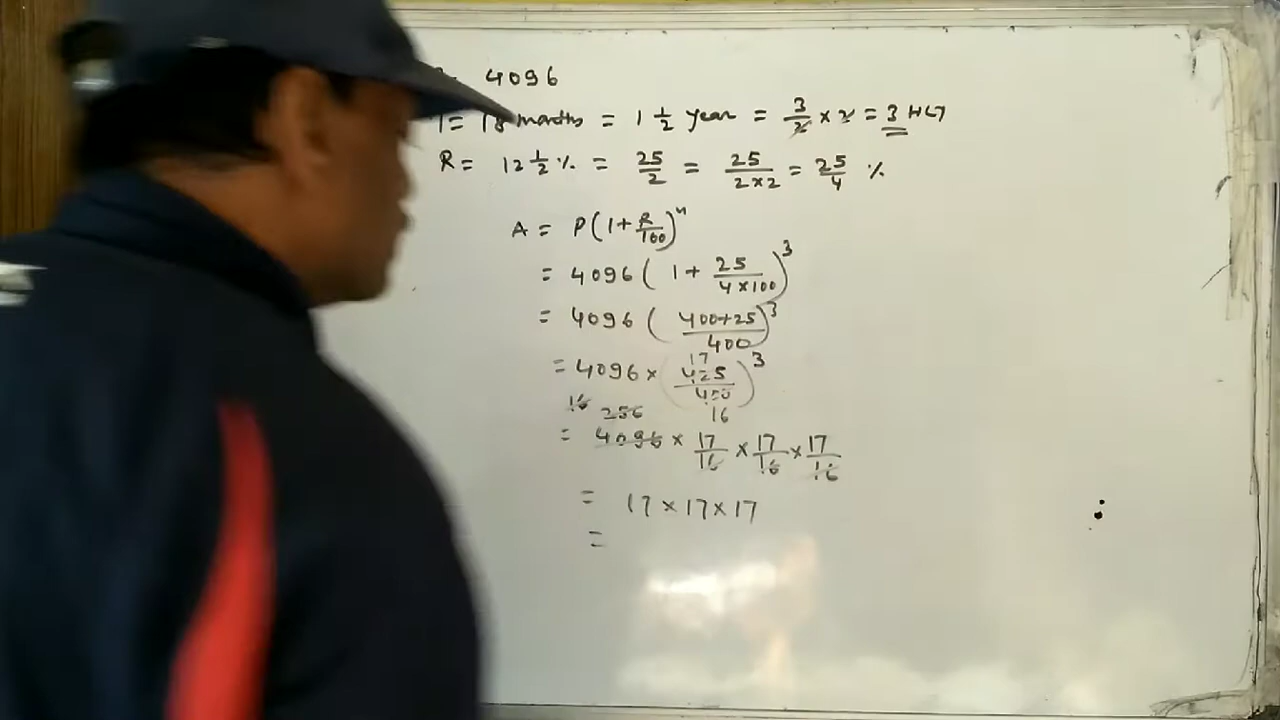 4096
T= 18 months = 1 1/2 year = 3/2 × 2 = 3 HLY
R = 12 1/2 % = 25/2 = 25/2×2 = 25/4 %
A = P(1+R/100)^n
= 4096 ( 1 + 25/4×100 )^3
= 4096 ( 400+25/400 )^3
17
= 4096 × ( 425/400 )^3
16 256 16
= 4096 × 17/16 × 17/16 × 17/16
= 17 × 17 × 17
=